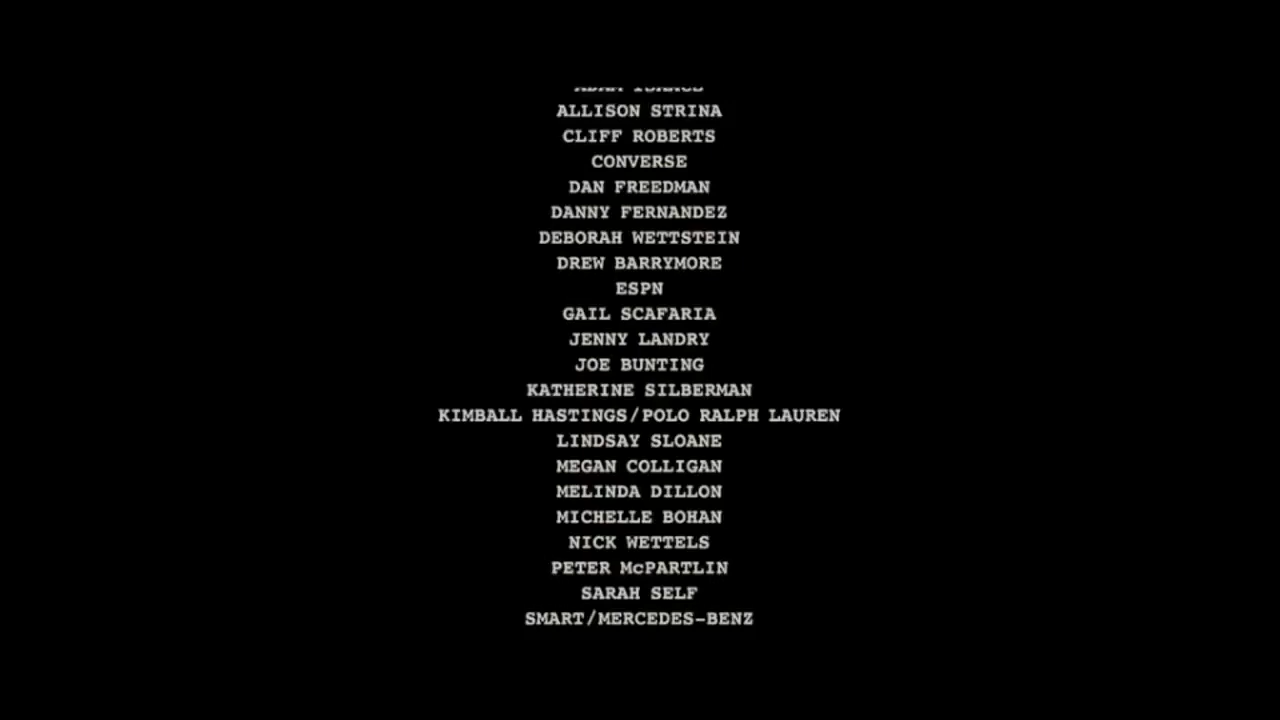 ALLISON STRINA
CLIFF ROBERTS
CONVERSE
DAN FREEDMAN
DANNY FERNANDEZ
DEBORAH WETTSTEIN
DREW BARRYMORE
ESPN
GAIL SCAFARIA
JENNY LANDRY
JOE BUNTING
KATHERINE SILBERMAN
KIMBALL HASTINGS/POLO RALPH LAUREN
LINDSAY SLOANE
MEGAN COLLIGAN
MELINDA DILLON
MICHELLE BOHAN
NICK WETTELS
PETER McPARTLIN
SARAH SELF
SMART/MERCEDES-BENZ